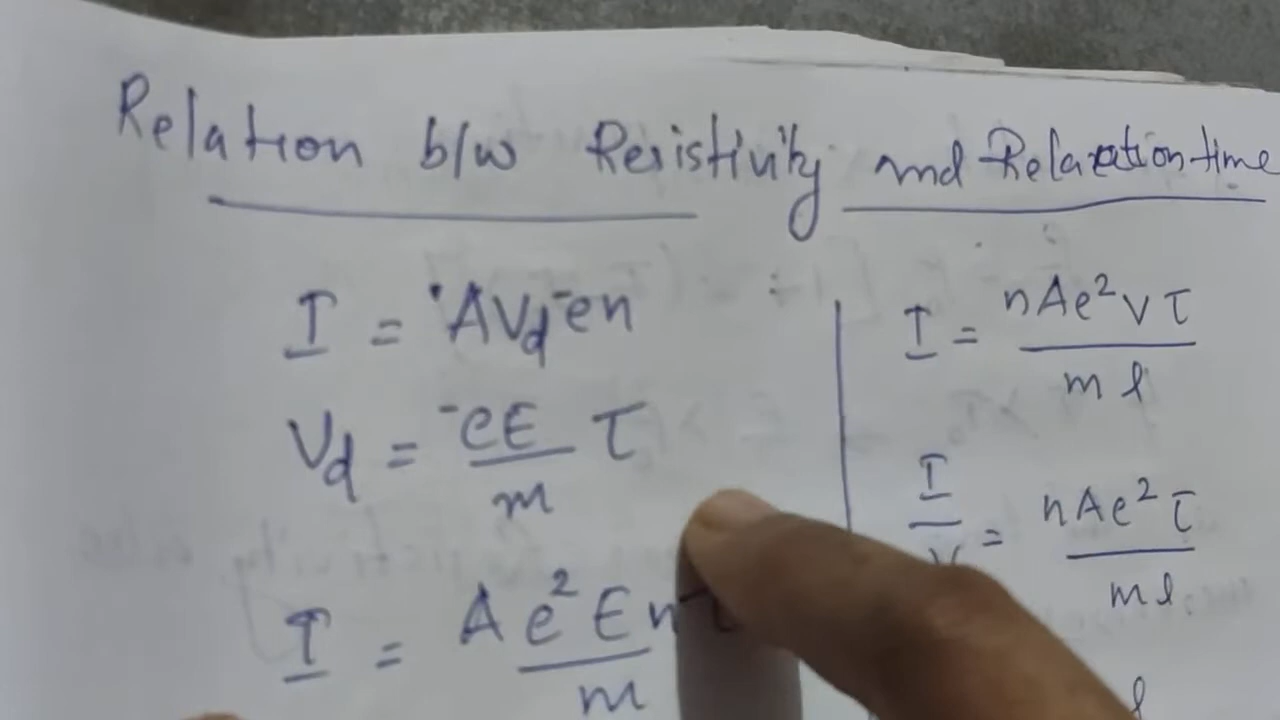 Relation b/w Resistivity and Relaxation time
I = AVd⁻en
Vd = ⁻eE/m τ
I = Ae²En/m
I = nAe²Vτ/ml
I/V = nAe²τ/ml
l